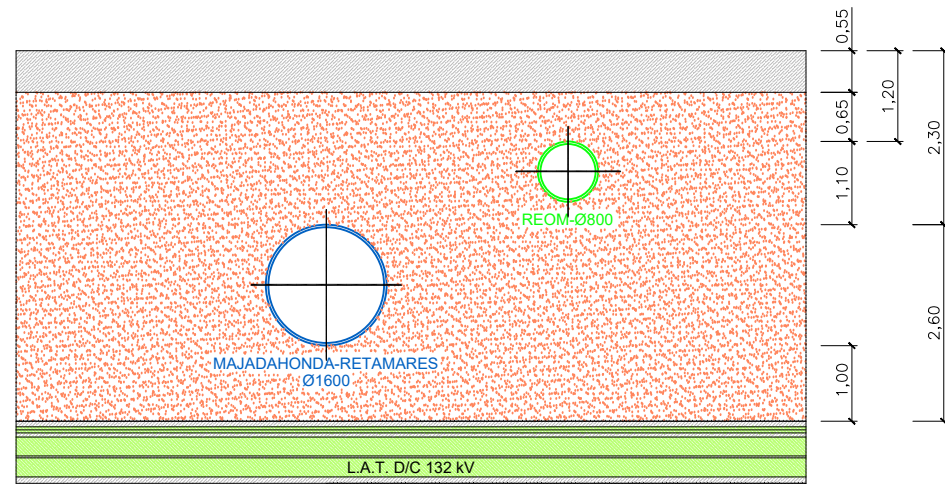 0,55
0,65
1,20
1,10
2,30
REOM-Ø800
2,60
MAJADAHONDA-RETAMARES
Ø1600
1,00
L.A.T. D/C 132 kV